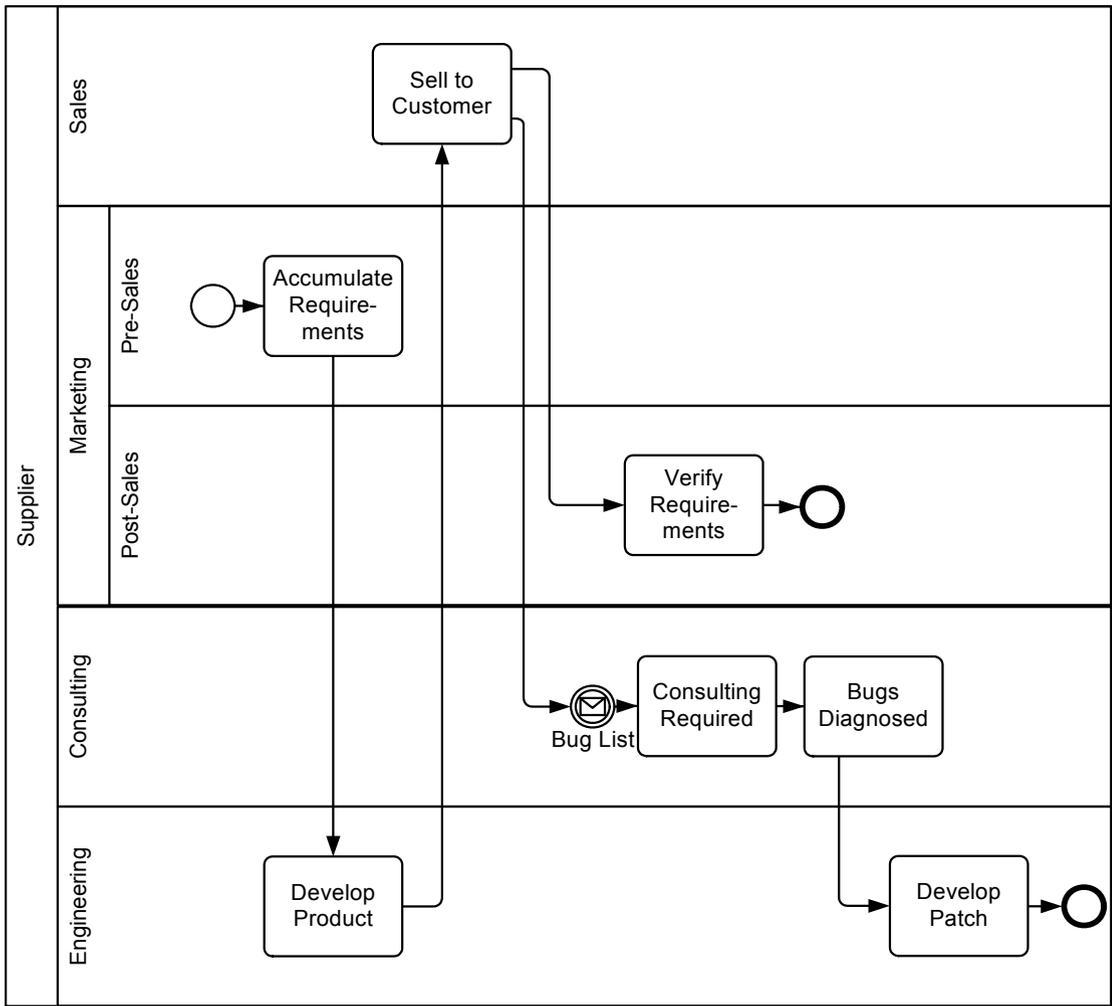 Supplier
Sales
Sell to
Customer
Marketing
Pre-Sales
Accumulate
Require-
ments
Post-Sales
Verify
Require-
ments
Consulting
Bug List
Consulting
Required
Bugs
Diagnosed
Engineering
Develop
Product
Develop
Patch